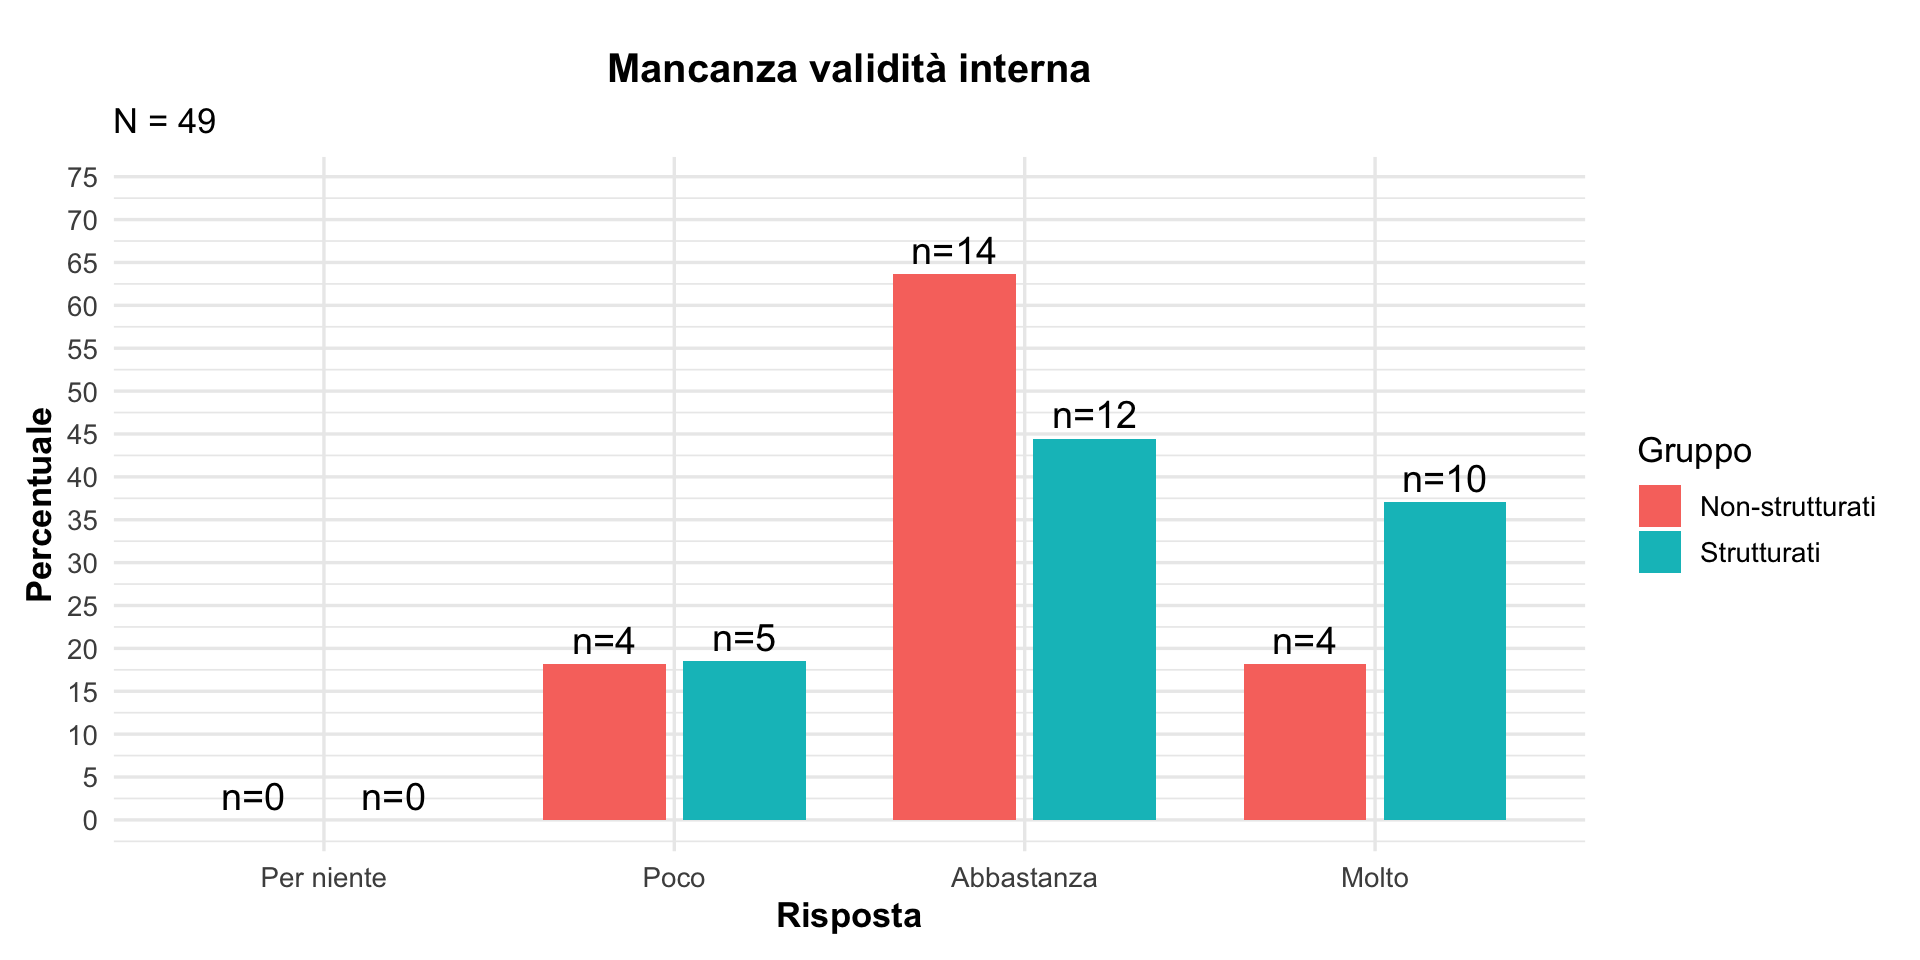 Mancanza validità interna
N = 49
Percentuale
75
70
65
60
55
50
45
40
35
30
25
20
15
10
5
0
n=0
n=0
n=4
n=5
n=14
n=12
n=4
n=10
Per niente
Poco
Abbastanza
Molto
Risposta
Gruppo
Non-strutturati
Strutturati